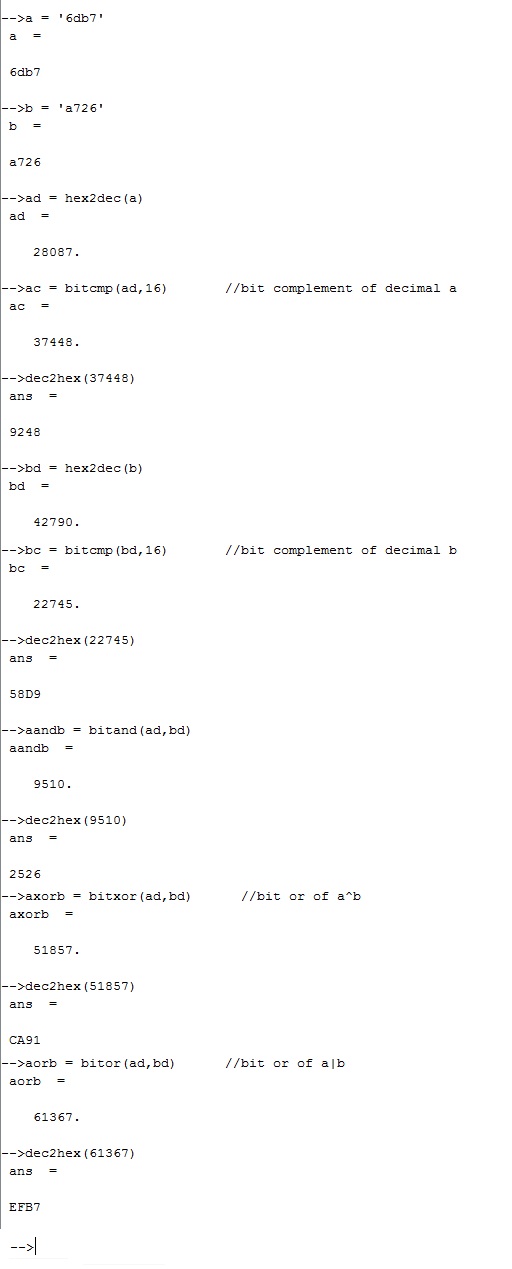 -->a = '6db7'
a  =
6db7
-->b = 'a726'
b  =
a726
-->ad = hex2dec(a)
ad  =
28087.
-->ac = bitcmp(ad,16)       //bit complement of decimal a
ac  =
37448.
-->dec2hex(37448)
ans  =
9248
-->bd = hex2dec(b)
bd  =
42790.
-->bc = bitcmp(bd,16)       //bit complement of decimal b
bc  =
22745.
-->dec2hex(22745)
ans  =
58D9
-->aandb = bitand(ad,bd)
aandb  =
9510.
-->dec2hex(9510)
ans  =
2526
-->axorb = bitxor(ad,bd)      //bit or of a^b
axorb  =
51857.
-->dec2hex(51857)
ans  =
CA91
-->aorb = bitor(ad,bd)      //bit or of a|b
aorb  =
61367.
-->dec2hex(61367)
ans  =
EFB7
-->